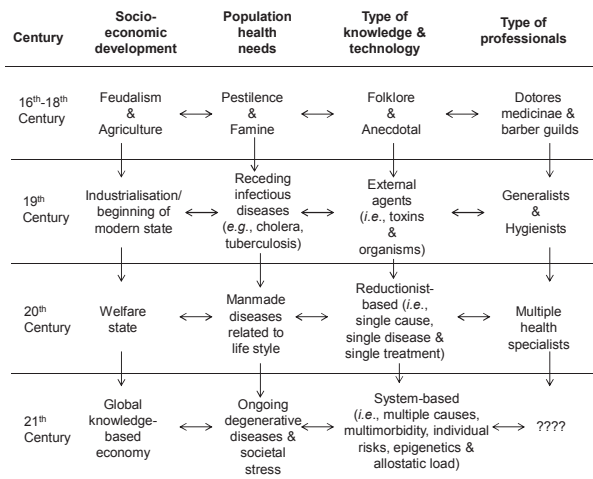 Century
Socio-
economic
development
Population
health
needs
Type of
knowledge &
technology
Type of
professionals
16th-18th
Century
Feudalism
&
Agriculture
Pestilence
&
Famine
Folklore
&
Anecdotal
Dotores
medicinae &
barber guilds
19th
Century
Industrialisation/
beginning of
modern state
Receding
infectious
diseases
(e.g., cholera,
tuberculosis)
External
agents
(i.e., toxins
&
organisms)
Generalists
&
Hygienists
20th
Century
Welfare
state
Manmade
diseases
related to
life style
Reductionist-
based (i.e.,
single cause,
single disease &
single treatment)
Multiple
health
specialists
21th
Century
Global
knowledge-
based
economy
Ongoing
degenerative
diseases &
societal
stress
System-based
(i.e., multiple causes,
multimorbidity, individual
risks, epigenetics &
allostatic load)
????